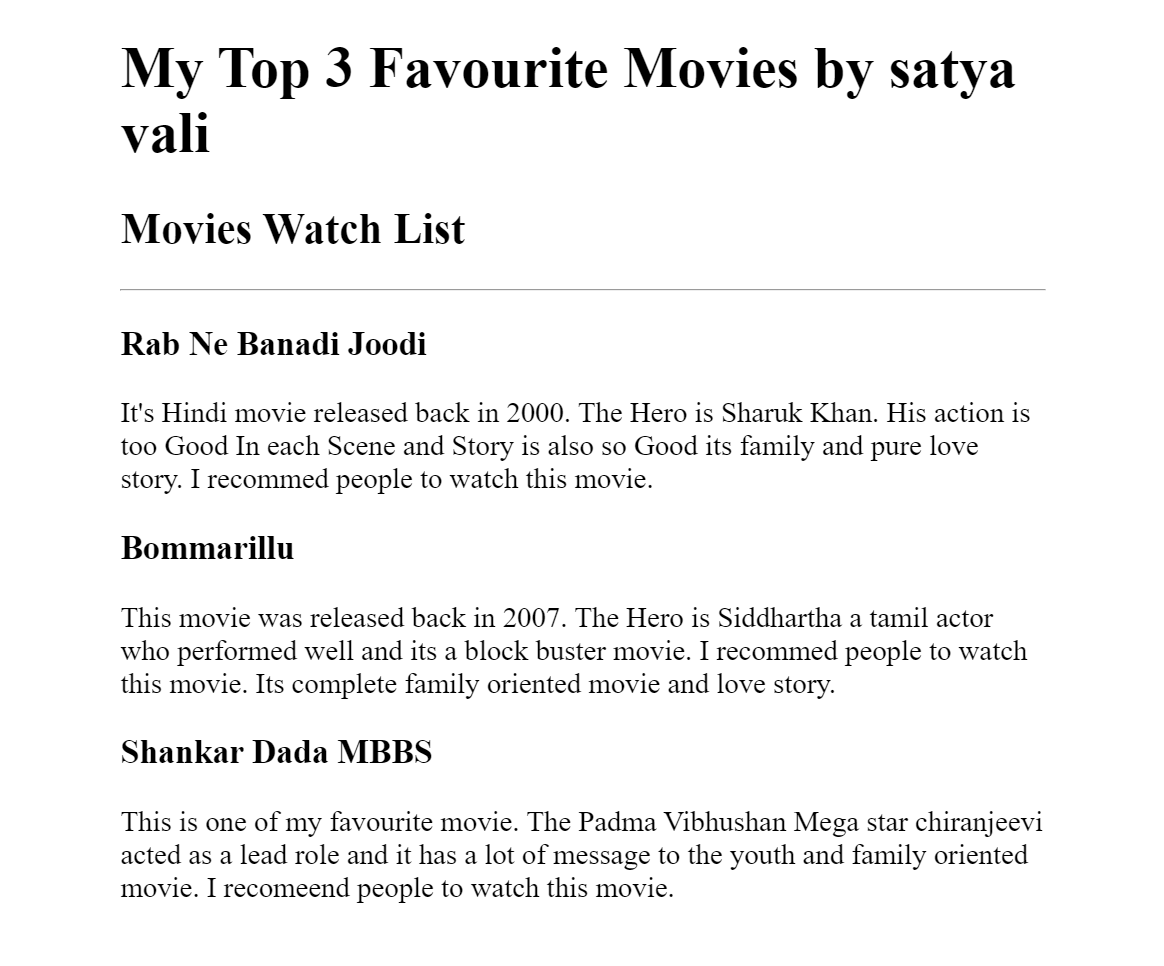 My Top 3 Favourite Movies by satya
vali
Movies Watch List
Rab Ne Banadi Joodi
It's Hindi movie released back in 2000. The Hero is Sharuk Khan. His action is
too Good In each Scene and Story is also so Good its family and pure love
story. I recommed people to watch this movie.
Bommarillu
This movie was released back in 2007. The Hero is Siddhartha a tamil actor
who performed well and its a block buster movie. I recommed people to watch
this movie. Its complete family oriented movie and love story.
Shankar Dada MBBS
This is one of my favourite movie. The Padma Vibhushan Mega star chiranjeevi
acted as a lead role and it has a lot of message to the youth and family oriented
movie. I recomeend people to watch this movie.